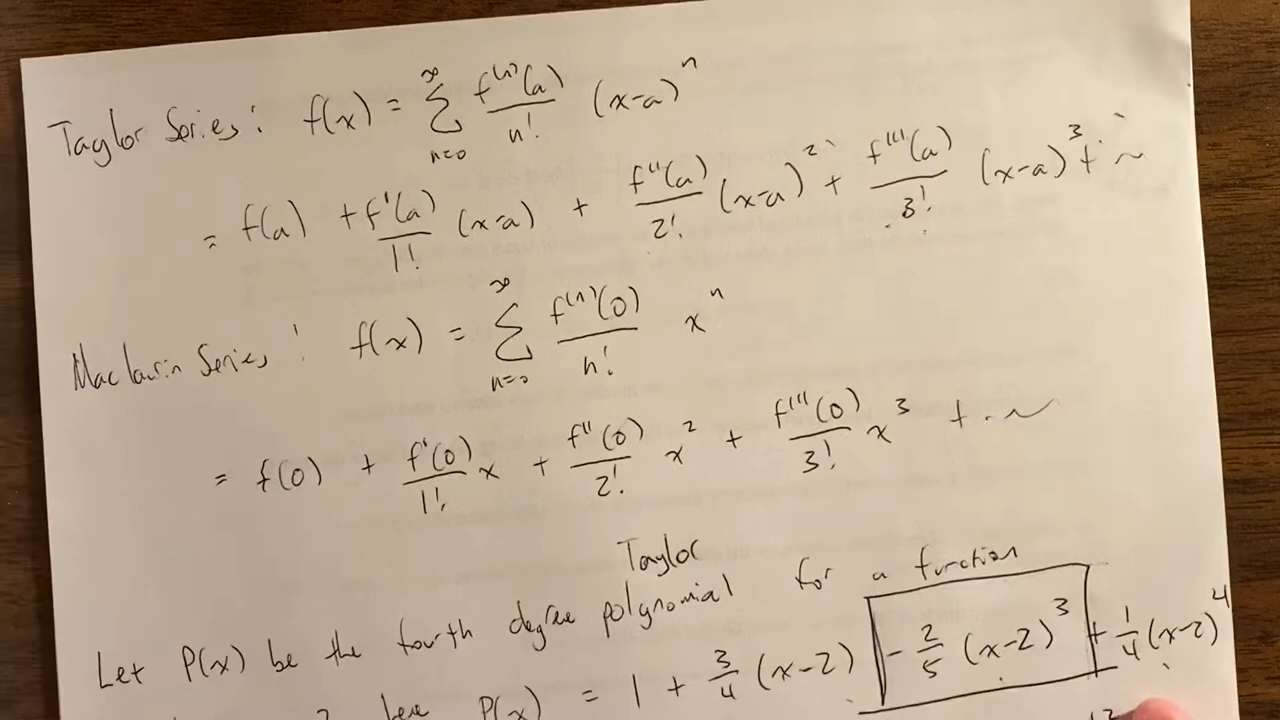 Taylor Series: f(x) = ∑_{n=0}^{∞} f^{(n)}(a)/n! (x-a)^n
= f(a) + f'(a)/1! (x-a) + f''(a)/2! (x-a)^2 + f'''(a)/3! (x-a)^3 + ...
Maclaurin Series: f(x) = ∑_{n=0}^{∞} f^{(n)}(0)/n! x^n
= f(0) + f'(0)/1! x + f''(0)/2! x^2 + f'''(0)/3! x^3 + ...
Taylor
Let P(x) be the fourth degree polynomial for a function
P(x) = 1 + 3/4 (x-2) - 2/5 (x-2)^3 + 1/4 (x-2)^4